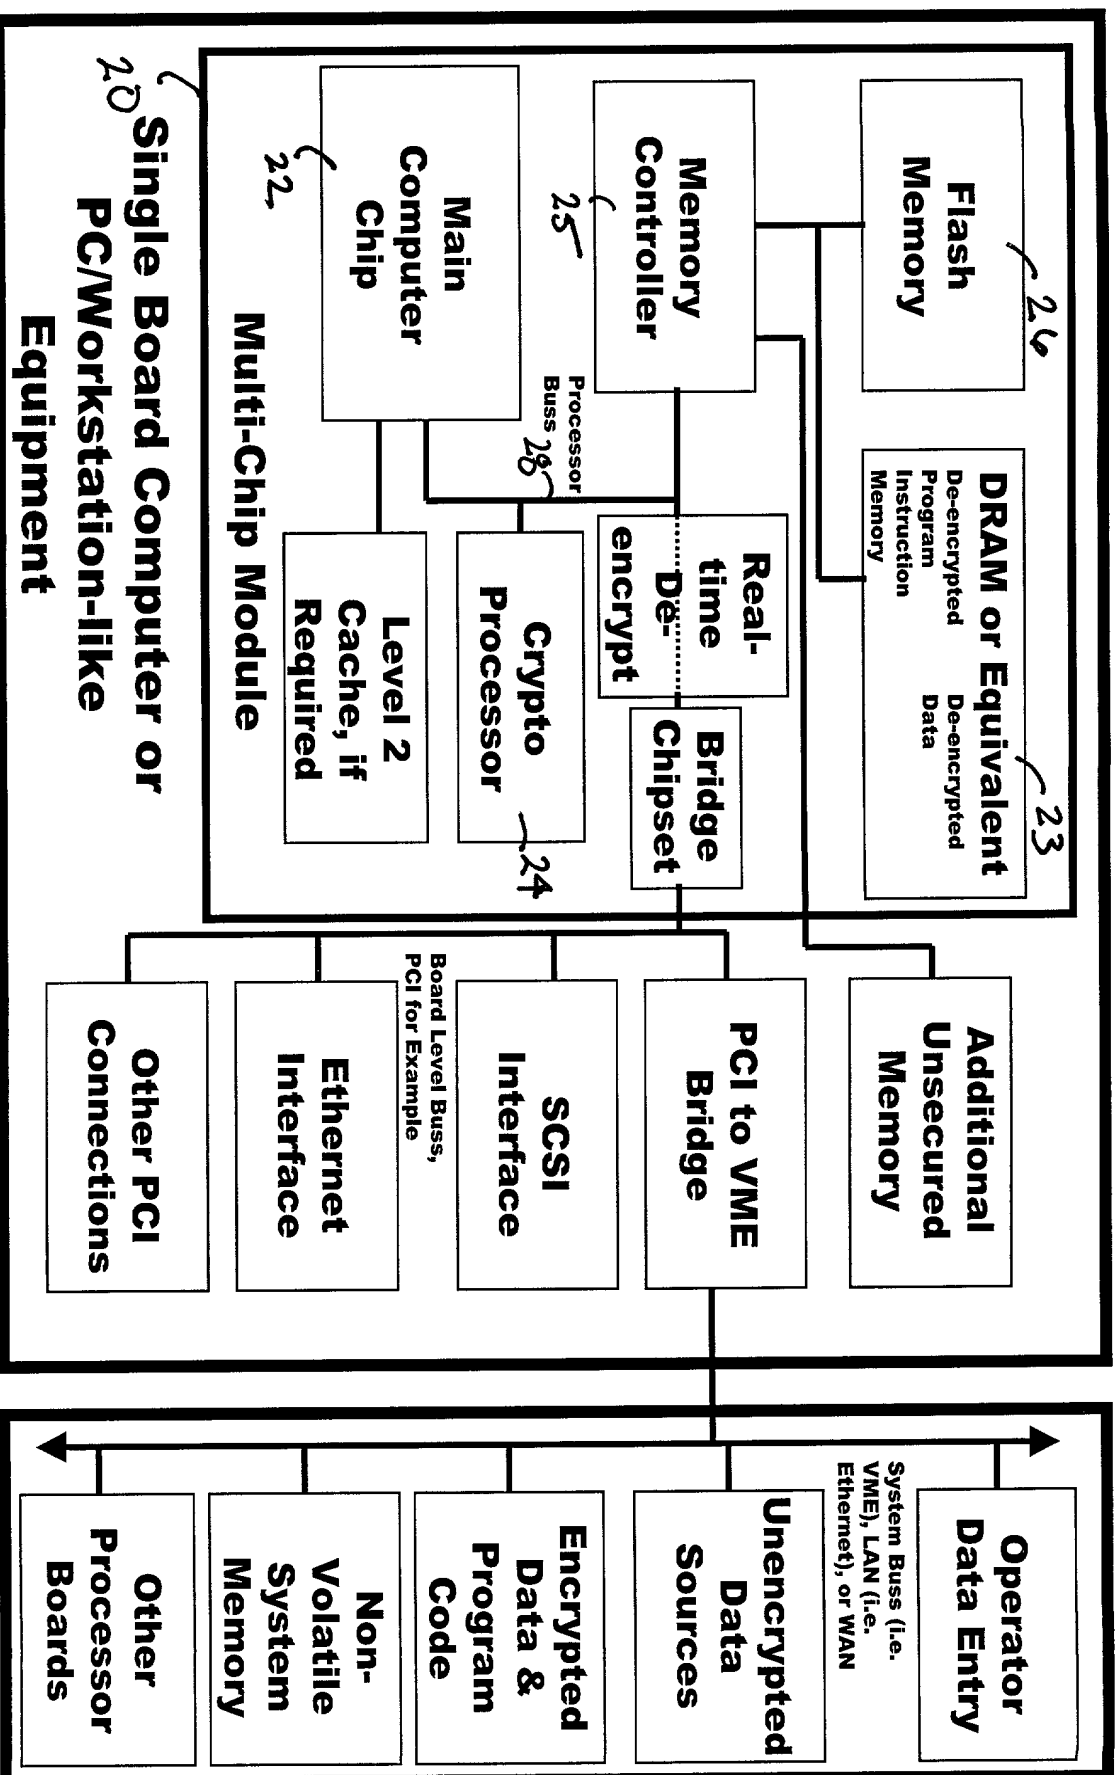 Flash
Memory
26
DRAM or Equivalent
De-encrypted
Program
Instruction
Memory
De-encrypted
Data
23
Additional
Unsecured
Memory
Memory
Controller
25
Real-
time
De-
encrypt
Bridge
Chipset
PCI to VME
Bridge
Processor
Buss
28
Main
Computer
Chip
22
Crypto
Processor
24
Level 2
Cache, if
Required
SCSI
Interface
Board Level Buss,
PCI for Example
Ethernet
Interface
Other PCI
Connections
Multi-Chip Module
20
Single Board Computer or
PC/Workstation-like
Equipment
Operator
Data Entry
System Buss (i.e.
VME), LAN (i.e.
Ethernet), or WAN
Unencrypted
Data
Sources
Encrypted
Data &
Program
Code
Non-
Volatile
System
Memory
Other
Processor
Boards